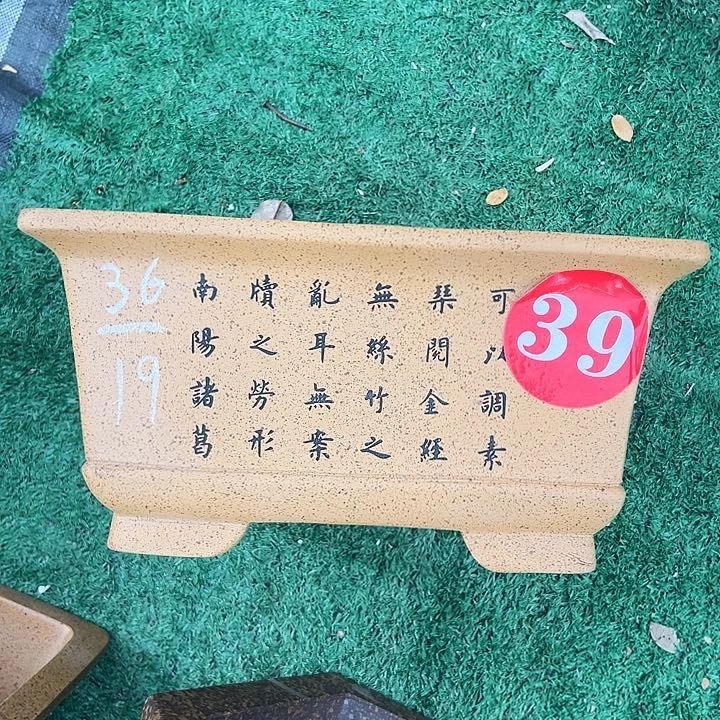 可以調素
琹閲金經
無絲竹之
亂耳無案
牘之勞形
南陽諸葛
36
19
39